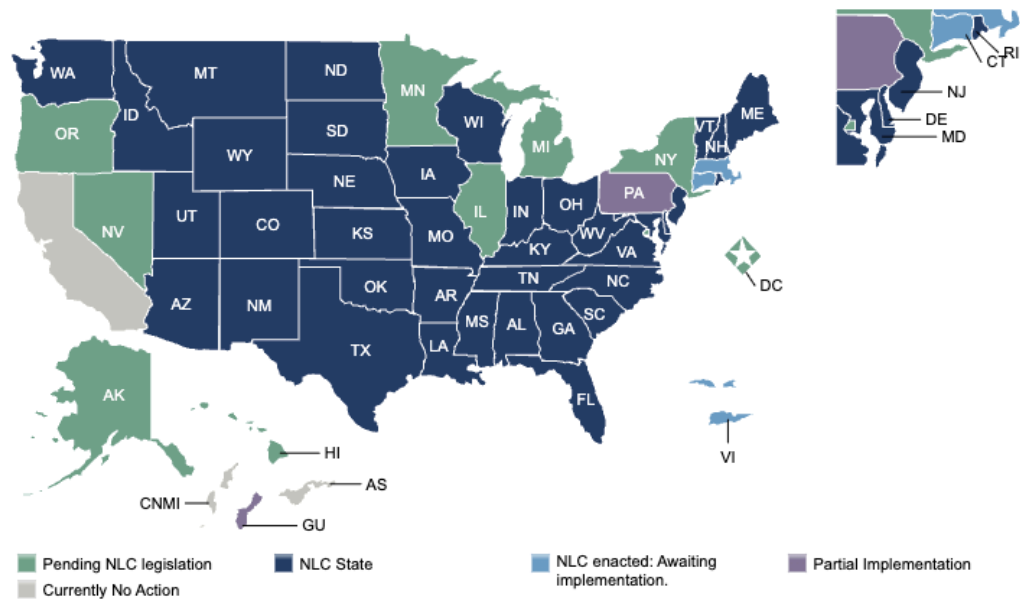 WA
MT
ND
MN
OR
ID
SD
WI
MI
WY
NE
IA
NY
VT
NH
ME
NV
UT
CO
KS
MO
IL
IN
OH
PA
WV
KY
VA
AZ
NM
OK
AR
TN
NC
SC
TX
LA
MS
AL
GA
FL
AK
HI
AS
CNMI
GU
RI
CT
NJ
DE
MD
DC
VI
Pending NLC legislation
NLC State
NLC enacted: Awaiting
implementation.
Partial Implementation
Currently No Action